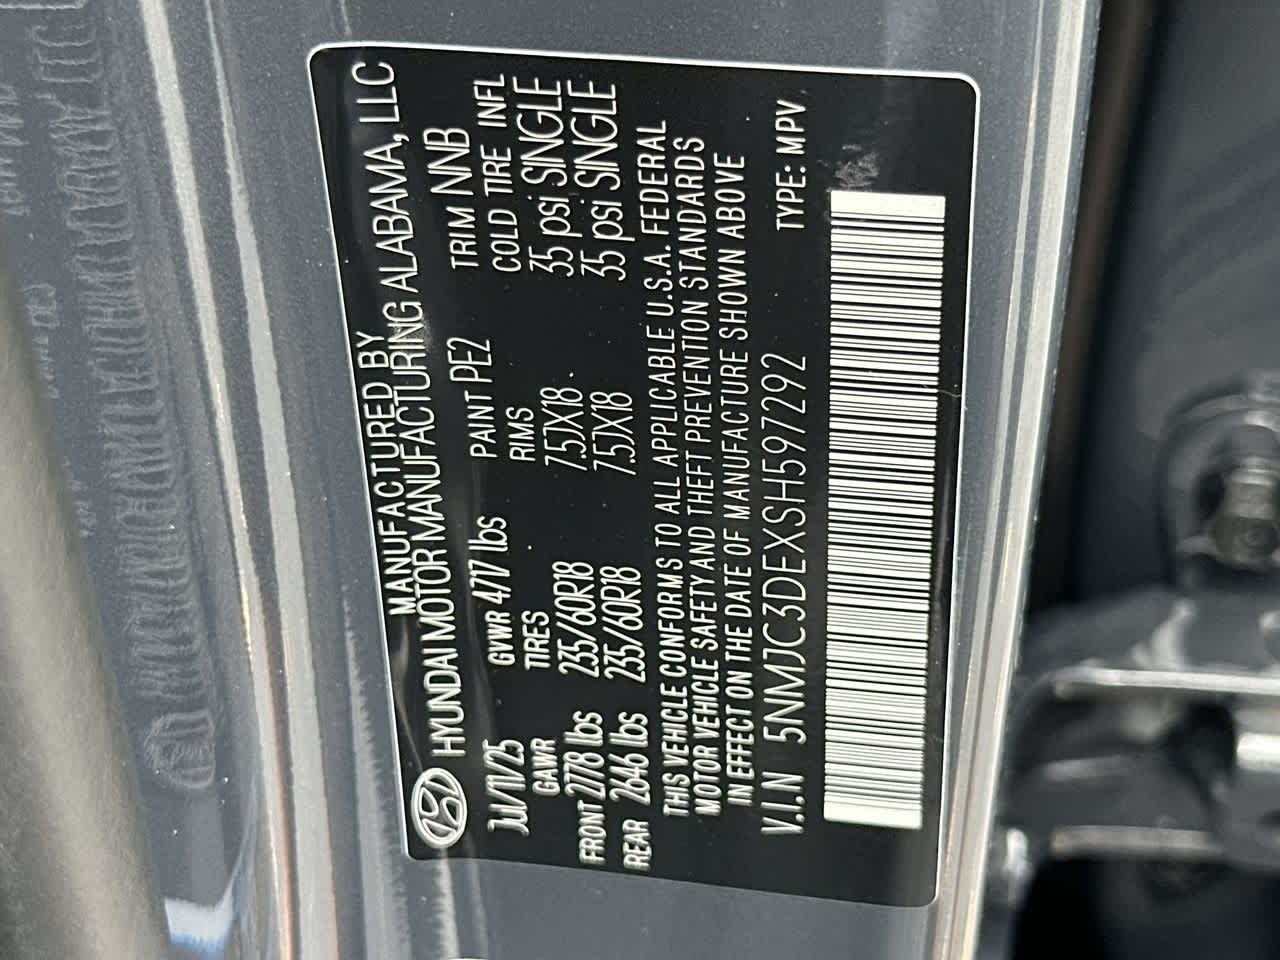 MANUFACTURED BY
HYUNDAI MOTOR MANUFACTURING ALABAMA, LLC
JUL/11/25 GVWR 4717 lbs PAINT PE2 TRIM NNB
GAWR TIRES RIMS COLD TIRE INFL
FRONT 2778 lbs 235/60R18 7.5JX18 35 psi SINGLE
REAR 2646 lbs 235/60R18 7.5JX18 35 psi SINGLE
THIS VEHICLE CONFORMS TO ALL APPLICABLE U.S.A. FEDERAL
MOTOR VEHICLE SAFETY AND THEFT PREVENTION STANDARDS
IN EFFECT ON THE DATE OF MANUFACTURE SHOWN ABOVE
V.I.N 5NMJC3DEXSH597292 TYPE: MPV